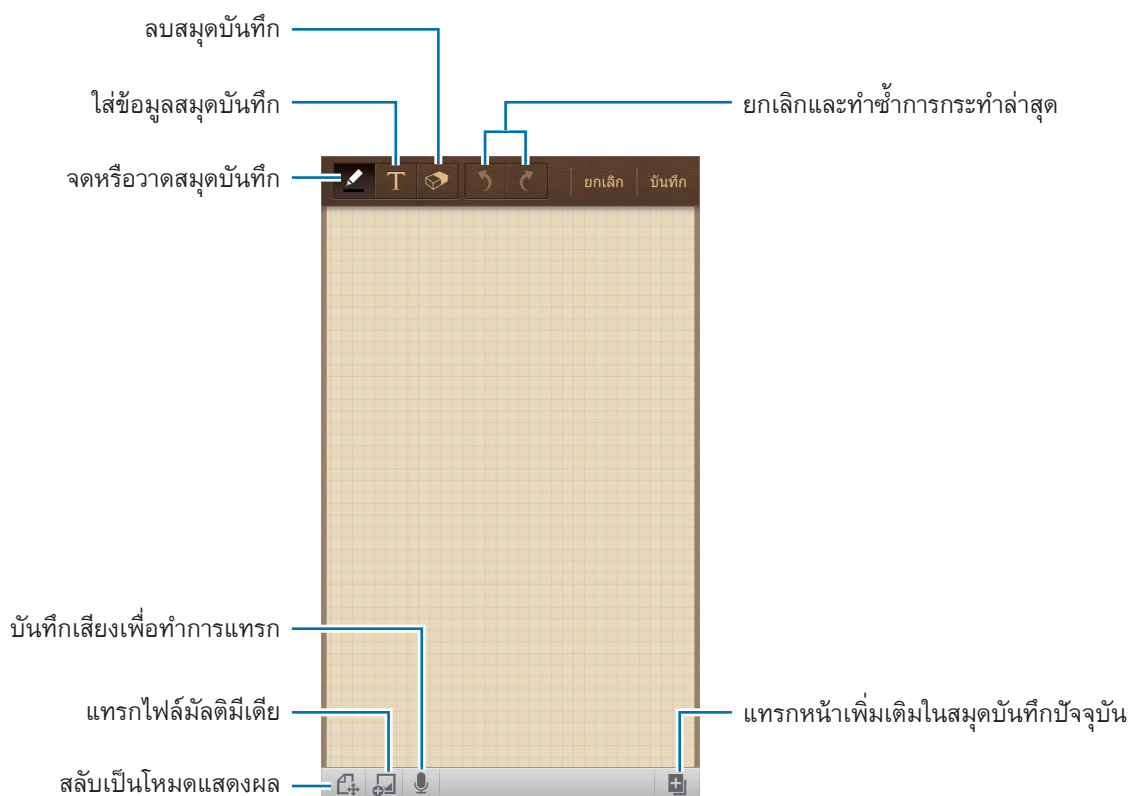 ลบสมุดบันทึก
ใส่ข้อมูลสมุดบันทึก
ยกเลิกและทำซ้ำการกระทำล่าสุด
จดหรือวาดสมุดบันทึก
T
ยกเลิก
บันทึก
บันทึกเสียงเพื่อทำการแทรก
แทรกไฟล์มัลติมีเดีย
แทรกหน้าเพิ่มเติมในสมุดบันทึกปัจจุบัน
สลับเป็นโหมดแสดงผล